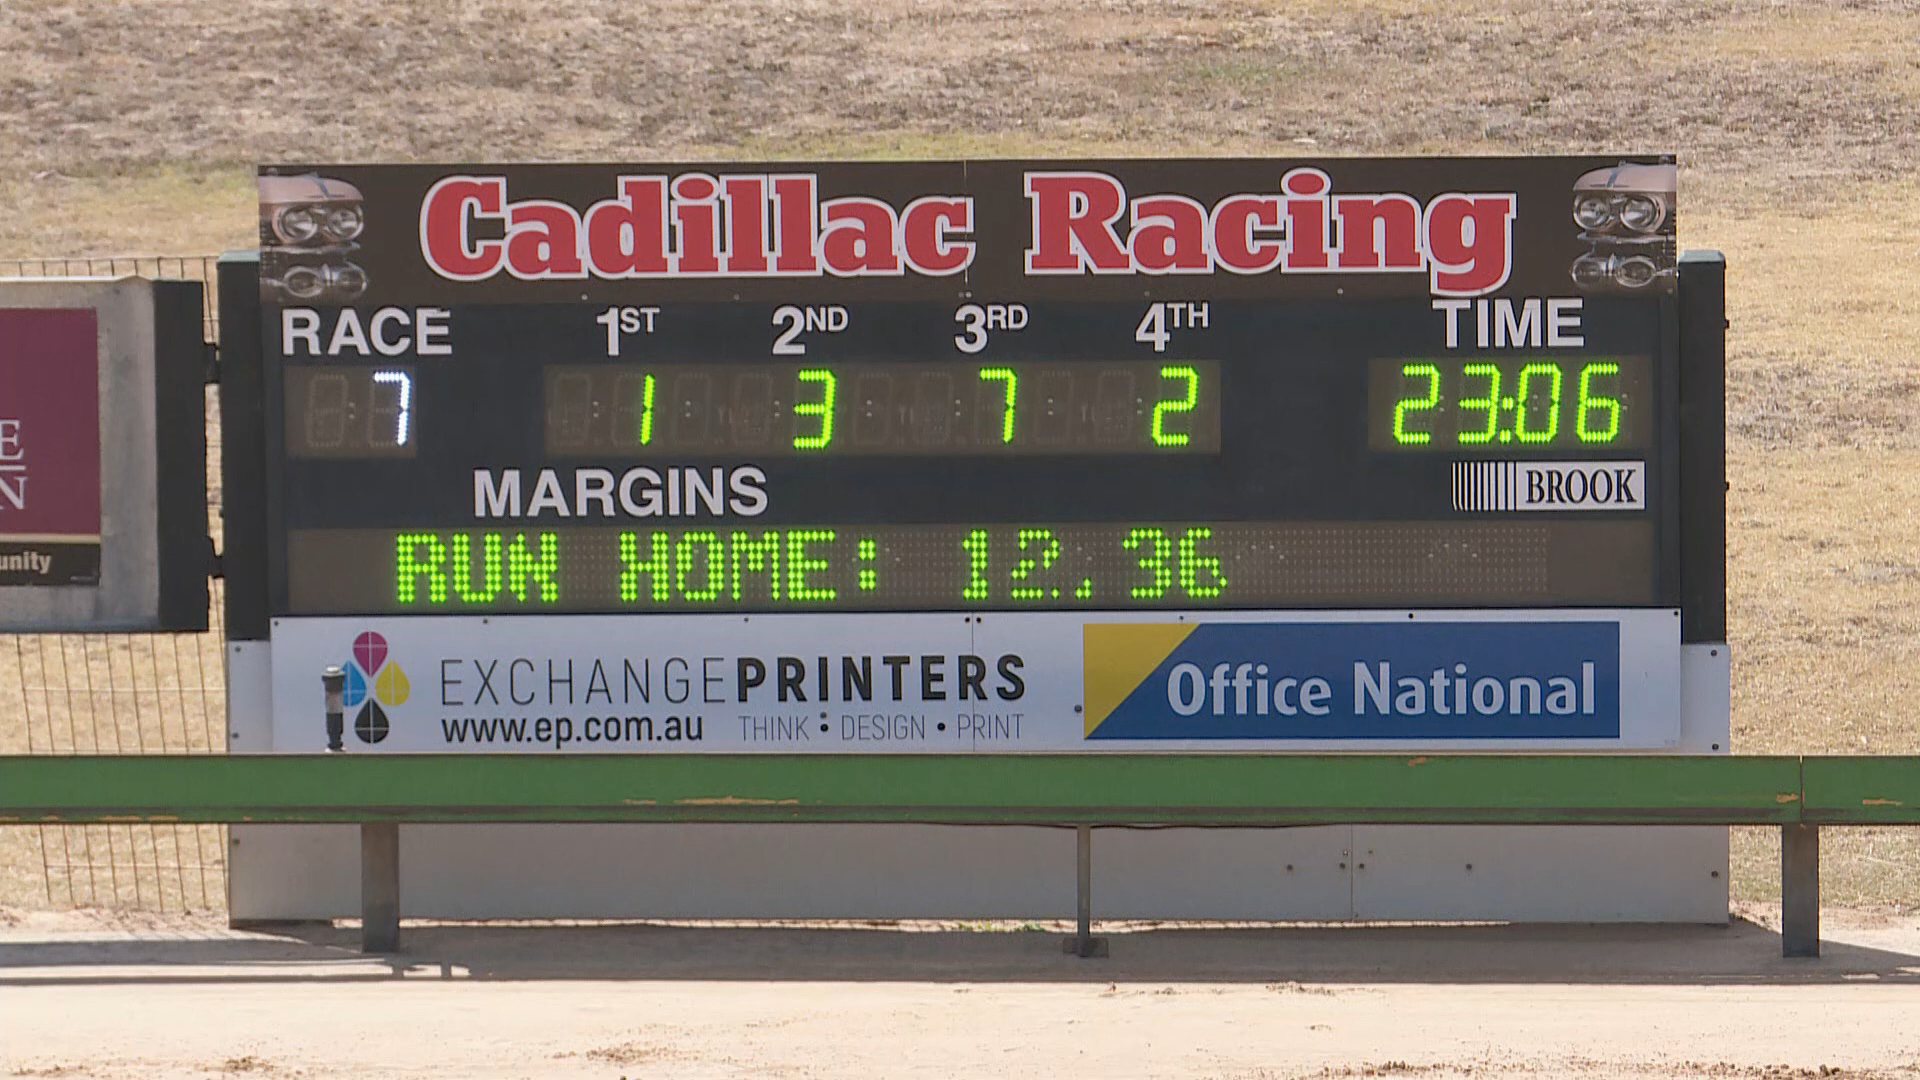 Cadillac Racing
RACE 1ST 2ND 3RD 4TH TIME
7 1 3 7 2 23:06
MARGINS
BROOK
RUN HOME: 12.36
E
N
unity
EXCHANGEPRINTERS
www.ep.com.au THINK • DESIGN • PRINT
Office National